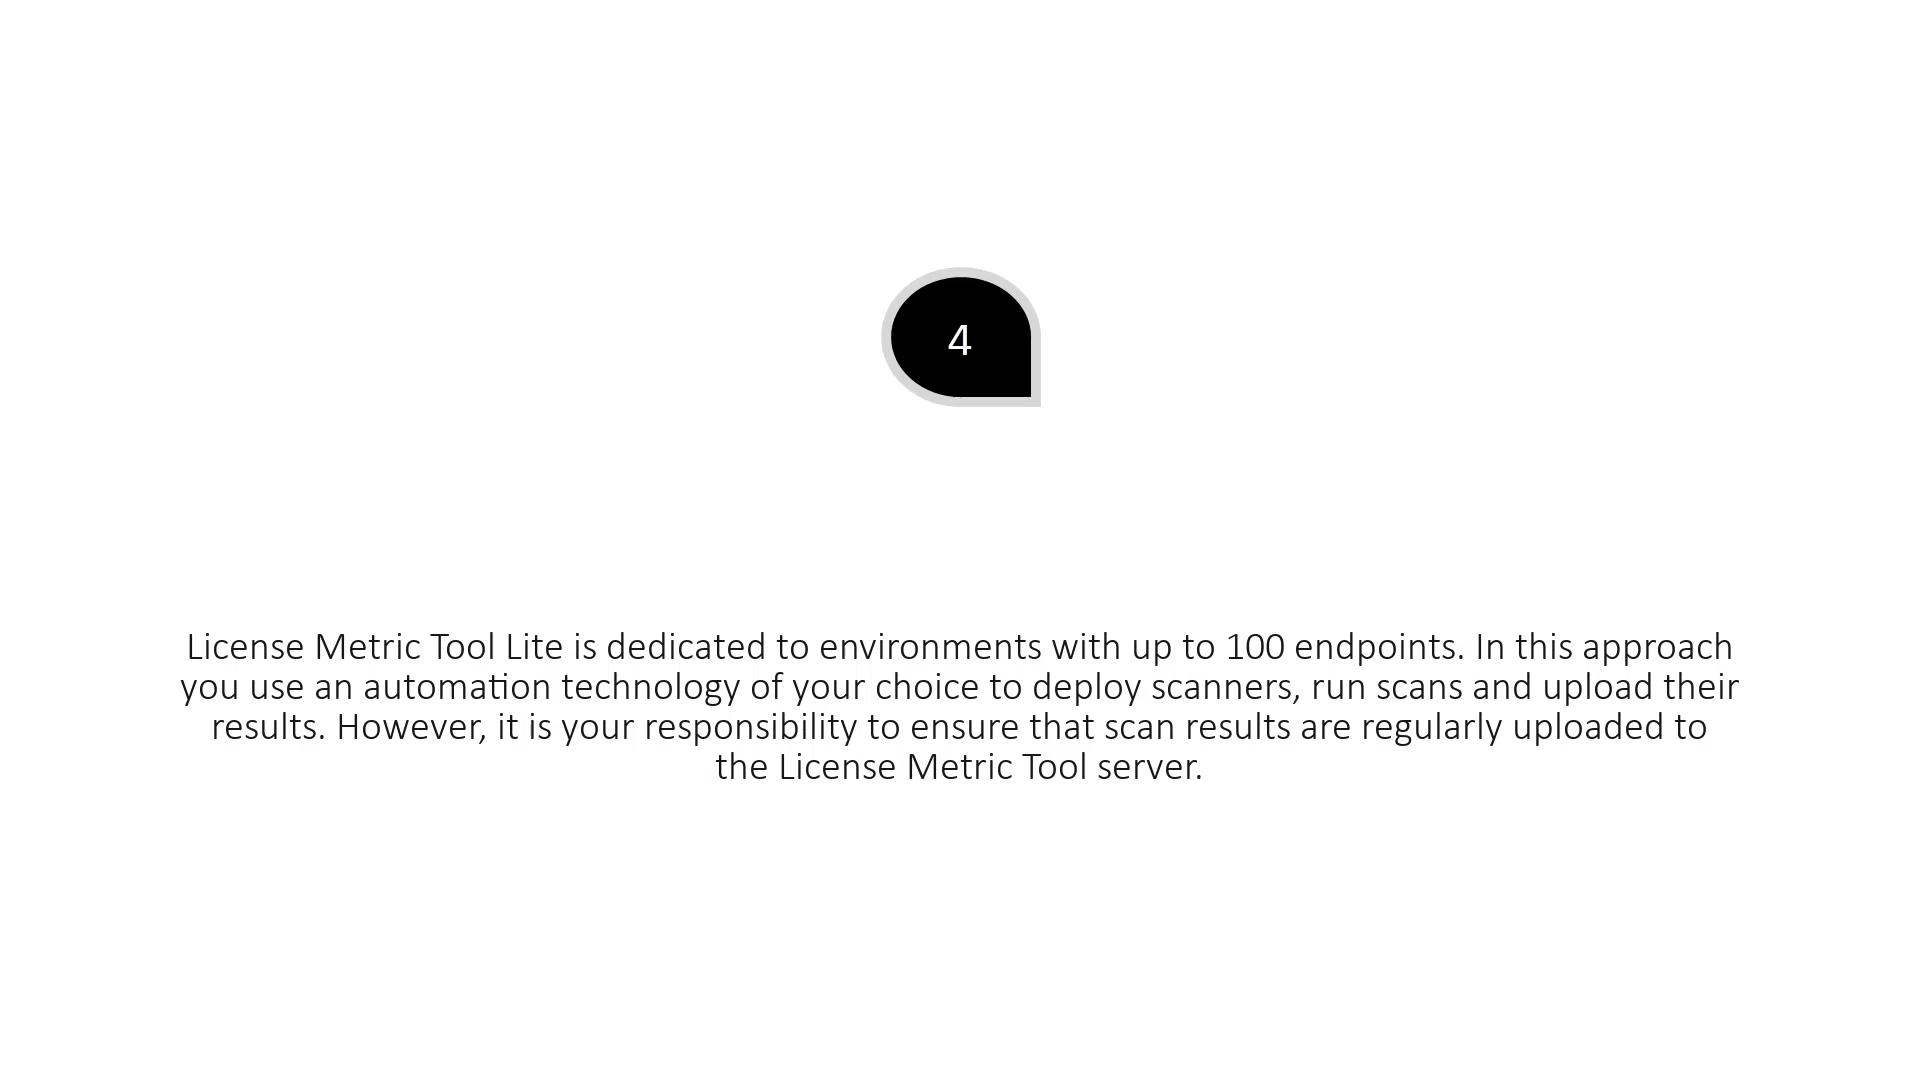 4
License Metric Tool Lite is dedicated to environments with up to 100 endpoints. In this approach
you use an automation technology of your choice to deploy scanners, run scans and upload their
results. However, it is your responsibility to ensure that scan results are regularly uploaded to
the License Metric Tool server.